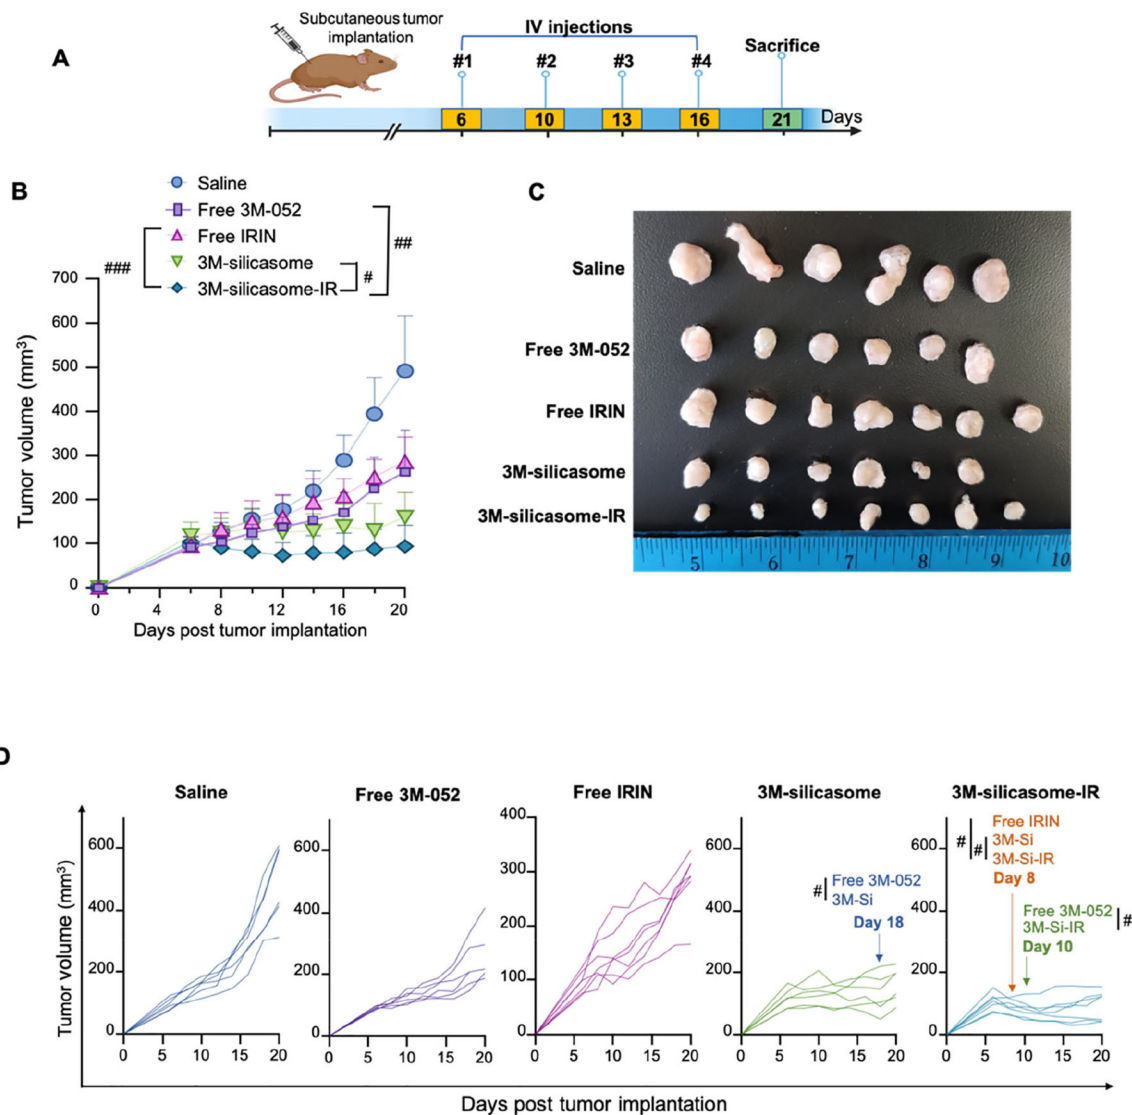 A
Subcutaneous tumor
implantation
IV injections
#1 #2 #3 #4
Sacrifice
6 10 13 16 21 Days
B
Saline
Free 3M-052
Free IRIN
3M-silicasome
3M-silicasome-IR
###
##
#
Tumor volume (mm³)
700
600
500
400
300
200
100
0
0 4 8 12 16 20
Days post tumor implantation
C
Saline
Free 3M-052
Free IRIN
3M-silicasome
3M-silicasome-IR
5 6 7 8 9 10
D
Tumor volume (mm³)
Saline
600
400
200
0
0 5 10 15 20
Free 3M-052
600
400
200
0
0 5 10 15 20
Free IRIN
400
300
200
100
0
0 5 10 15 20
3M-silicasome
600
400
200
0
0 5 10 15 20
# Free 3M-052
3M-Si
Day 18
3M-silicasome-IR
600
400
200
0
0 5 10 15 20
# #
Free IRIN
3M-Si
3M-Si-IR
Day 8
Free 3M-052 #
3M-Si-IR
Day 10
Days post tumor implantation